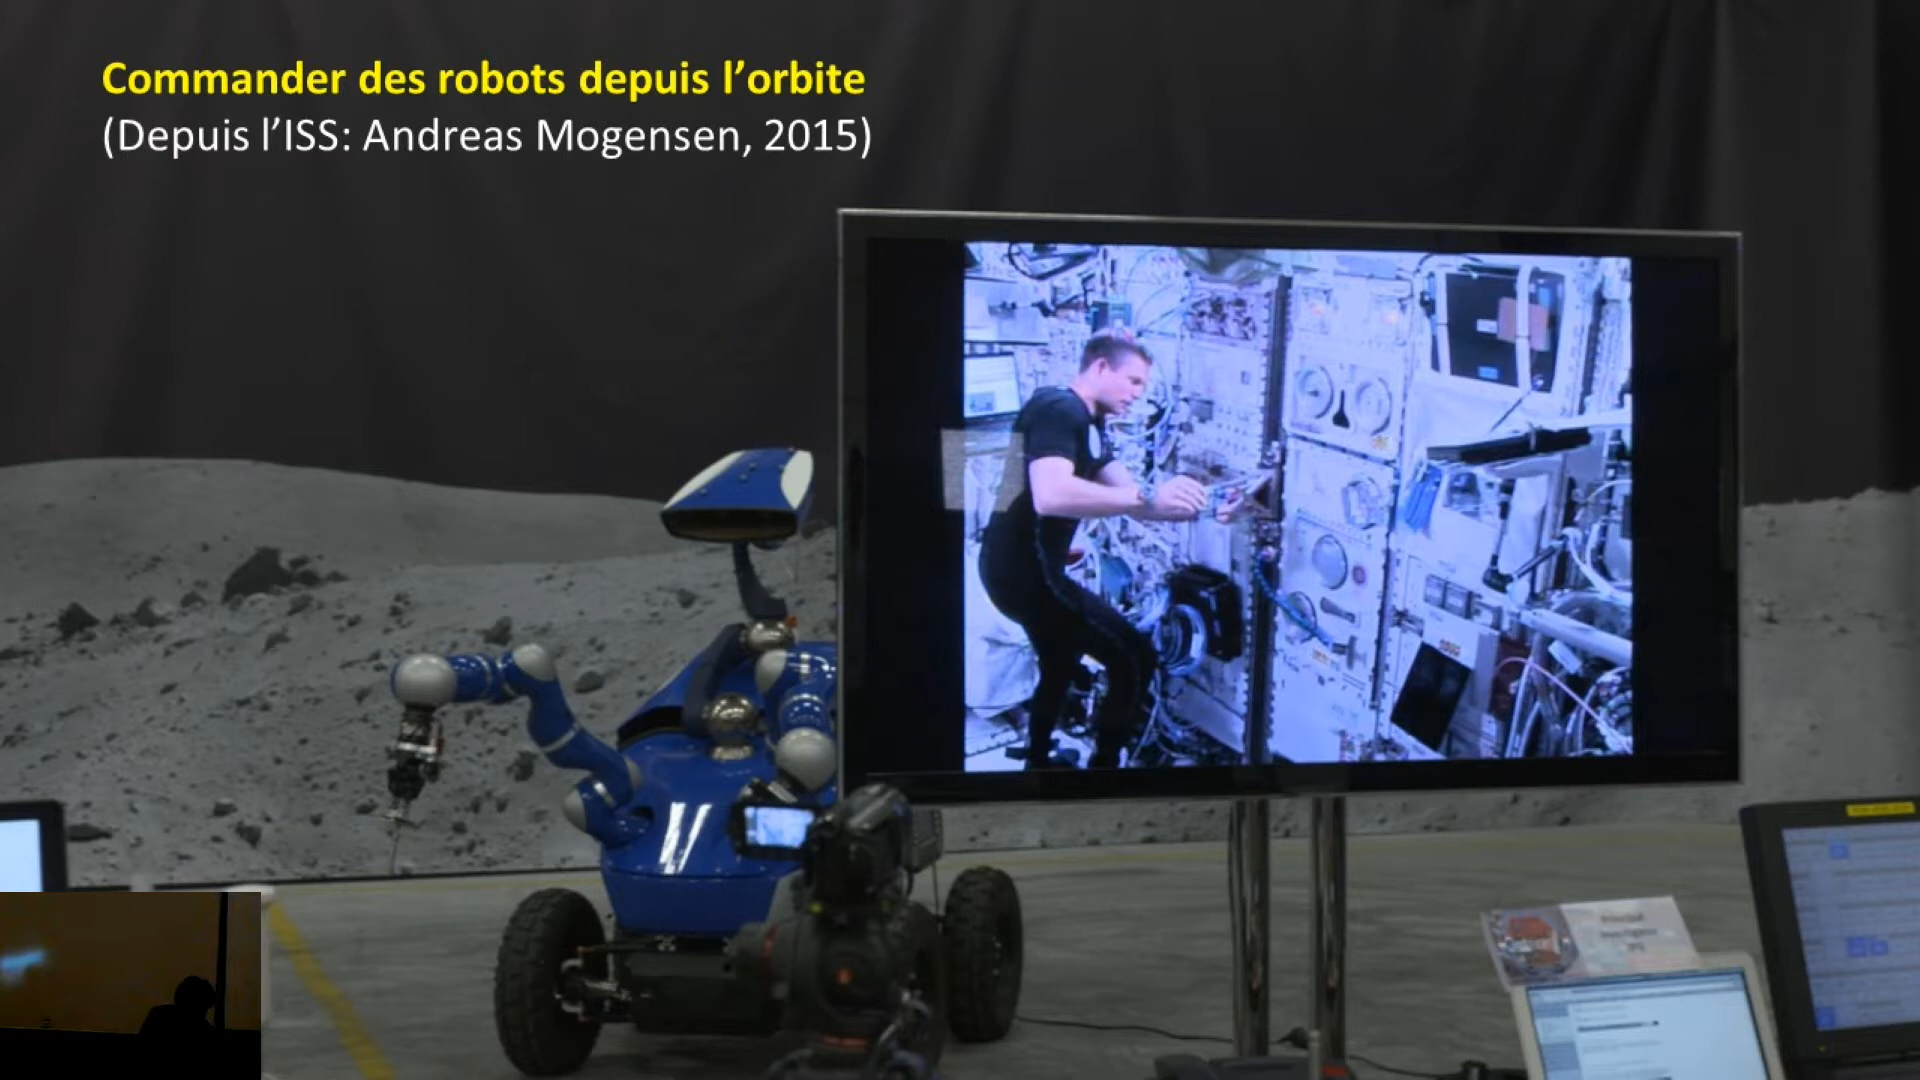 Commander des robots depuis l’orbite
(Depuis l’ISS: Andreas Mogensen, 2015)